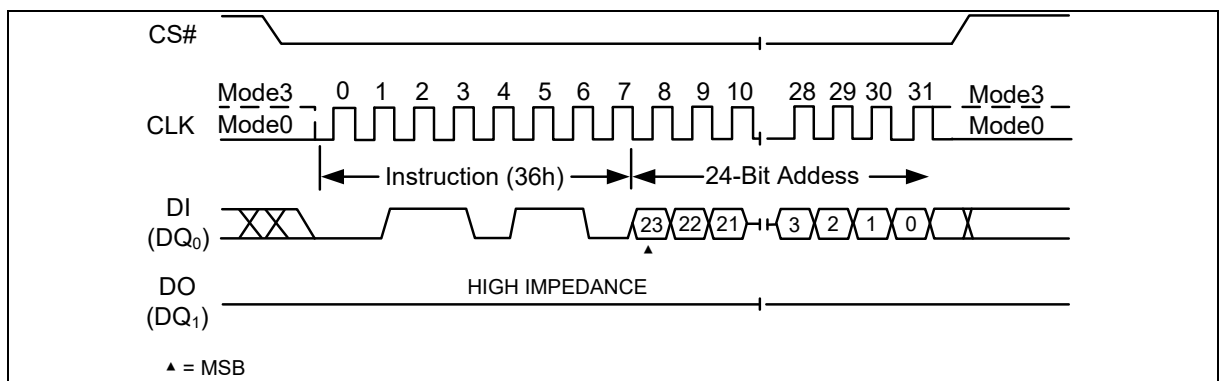 CS#
0 1 2 3 4 5 6 7 8 9 10 28 29 30 31
Mode3 Mode3
CLK Mode0 Mode0
Instruction (36h) 24-Bit Addess
DI
(DQ0) 23 22 21 3 2 1 0
DO HIGH IMPEDANCE
(DQ1)
▲ = MSB